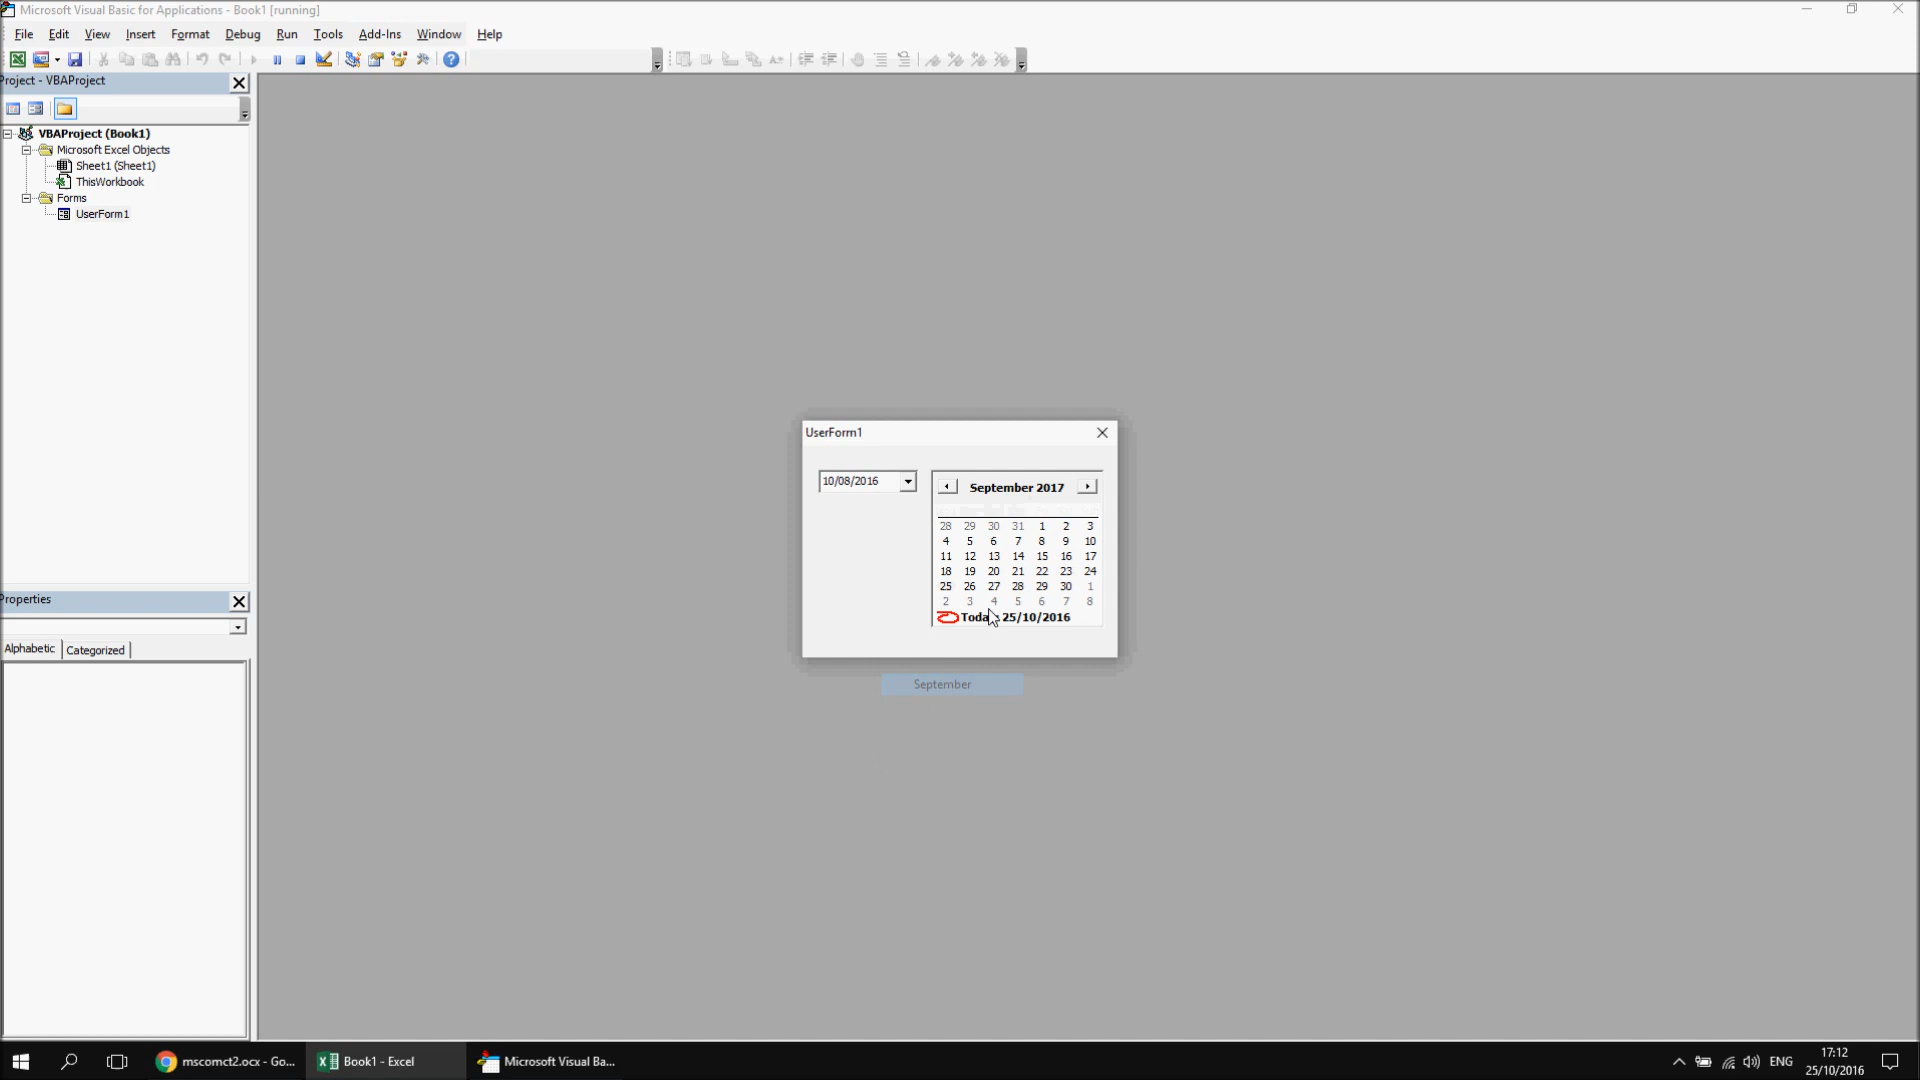 Microsoft Visual Basic for Applications - Book1 [running]
File Edit View Insert Format Debug Run Tools Add-Ins Window Help
Project - VBAProject
VBAProject (Book1)
Microsoft Excel Objects
Sheet1 (Sheet1)
ThisWorkbook
Forms
UserForm1
UserForm1
10/08/2016
September 2017
28 29 30 31 1 2 3
4 5 6 7 8 9 10
11 12 13 14 15 16 17
18 19 20 21 22 23 24
25 26 27 28 29 30 1
2 3 4 5 6 7 8
Today: 25/10/2016
September
Properties
Alphabetic Categorized
mscomct2.ocx - Go...
Book1 - Excel
Microsoft Visual Ba...
ENG
17:12
25/10/2016